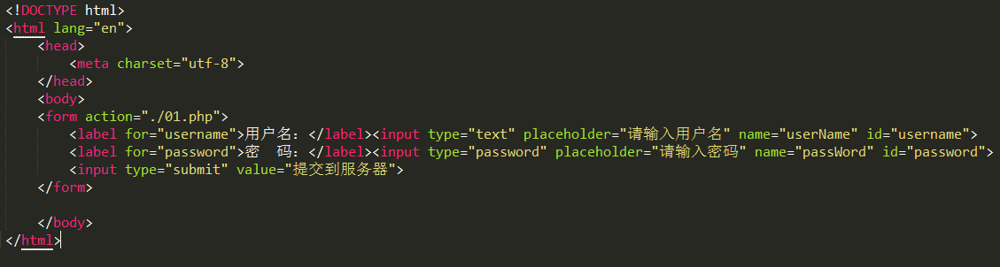 <!DOCTYPE html>
<html lang="en">
    <head>
        <meta charset="utf-8">
    </head>
    <body>
    <form action="./01.php">
        <label for="username">用户名：</label><input type="text" placeholder="请输入用户名" name="userName" id="username">
        <label for="password">密  码：</label><input type="password" placeholder="请输入密码" name="passWord" id="password">
        <input type="submit" value="提交到服务器">
    </form>

    </body>
</html>